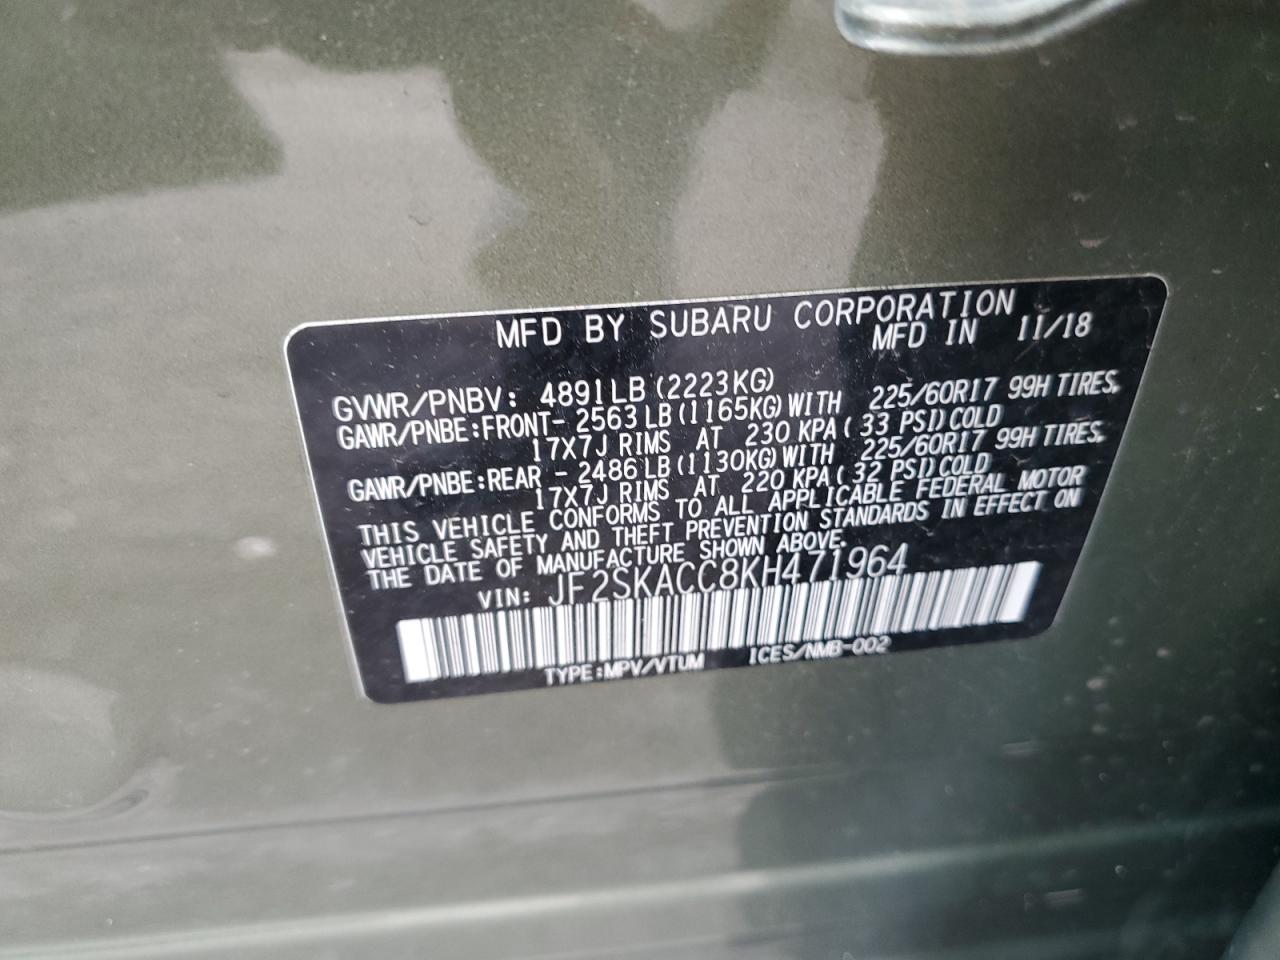 MFD BY SUBARU CORPORATION
MFD IN 11/18
GVWR/PNBV: 4891LB (2223KG)
GAWR/PNBE:FRONT- 2563LB(1165KG)WITH 225/60R17 99H TIRES,
17X7J RIMS AT 230 KPA( 33 PSI)COLD
GAWR/PNBE:REAR - 2486LB(1130KG)WITH 225/60R17 99H TIRES,
17X7J RIMS AT 220 KPA( 32 PSI)COLD
THIS VEHICLE CONFORMS TO ALL APPLICABLE FEDERAL MOTOR
VEHICLE SAFETY AND THEFT PREVENTION STANDARDS IN EFFECT ON
THE DATE OF MANUFACTURE SHOWN ABOVE.
VIN: JF2SKACC8KH471964
TYPE:MPV/VTUM ICES/NMB-002